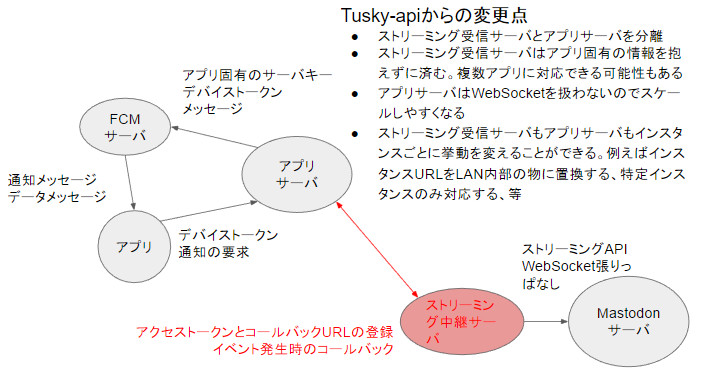 Tusky-apiからの変更点
● ストリーミング受信サーバとアプリサーバを分離
● ストリーミング受信サーバはアプリ固有の情報を抱
えずに済む。複数アプリに対応できる可能性もある
● アプリサーバはWebSocketを扱わないのでスケー
ルしやすくなる
● ストリーミング受信サーバもアプリサーバもインスタ
ンスごとに挙動を変えることができる。例えばインス
タンスURLをLAN内部の物に置換する、特定インス
タンスのみ対応する、等
アプリ固有のサーバキー
デバイストークン
メッセージ
FCM
サーバ
アプリ
サーバ
通知メッセージ
データメッセージ
アプリ
デバイストークン
通知の要求
ストリーミングAPI
WebSocket張りっ
ぱなし
ストリーミン
グ中継サー
バ
Mastodon
サーバ
アクセストークンとコールバックURLの登録
イベント発生時のコールバック